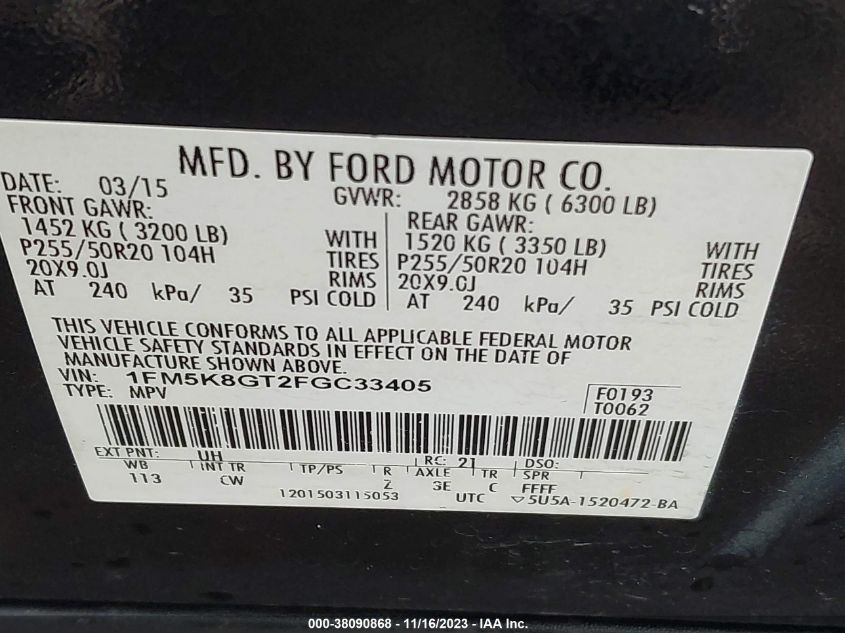 MFD. BY FORD MOTOR CO.
DATE: 03/15 GVWR: 2858 KG ( 6300 LB)
FRONT GAWR: REAR GAWR:
1452 KG ( 3200 LB) WITH 1520 KG ( 3350 LB) WITH
P255/50R20 104H TIRES P255/50R20 104H TIRES
20X9.0J RIMS 20X9.0J RIMS
AT 240 kPa/ 35 PSI COLD AT 240 kPa/ 35 PSI COLD
THIS VEHICLE CONFORMS TO ALL APPLICABLE FEDERAL MOTOR
VEHICLE SAFETY STANDARDS IN EFFECT ON THE DATE OF
MANUFACTURE SHOWN ABOVE.
VIN: 1FM5K8GT2FGC33405
TYPE: MPV
F0193
T0062
EXT PNT: UH RC: 21 DSO:
WB INT TR TP/PS R AXLE TR SPR
113 CW Z 3E C FFFF
1201503115053 UTC ▽5U5A-1520472-BA
000-38090868 - 11/16/2023 - IAA Inc.